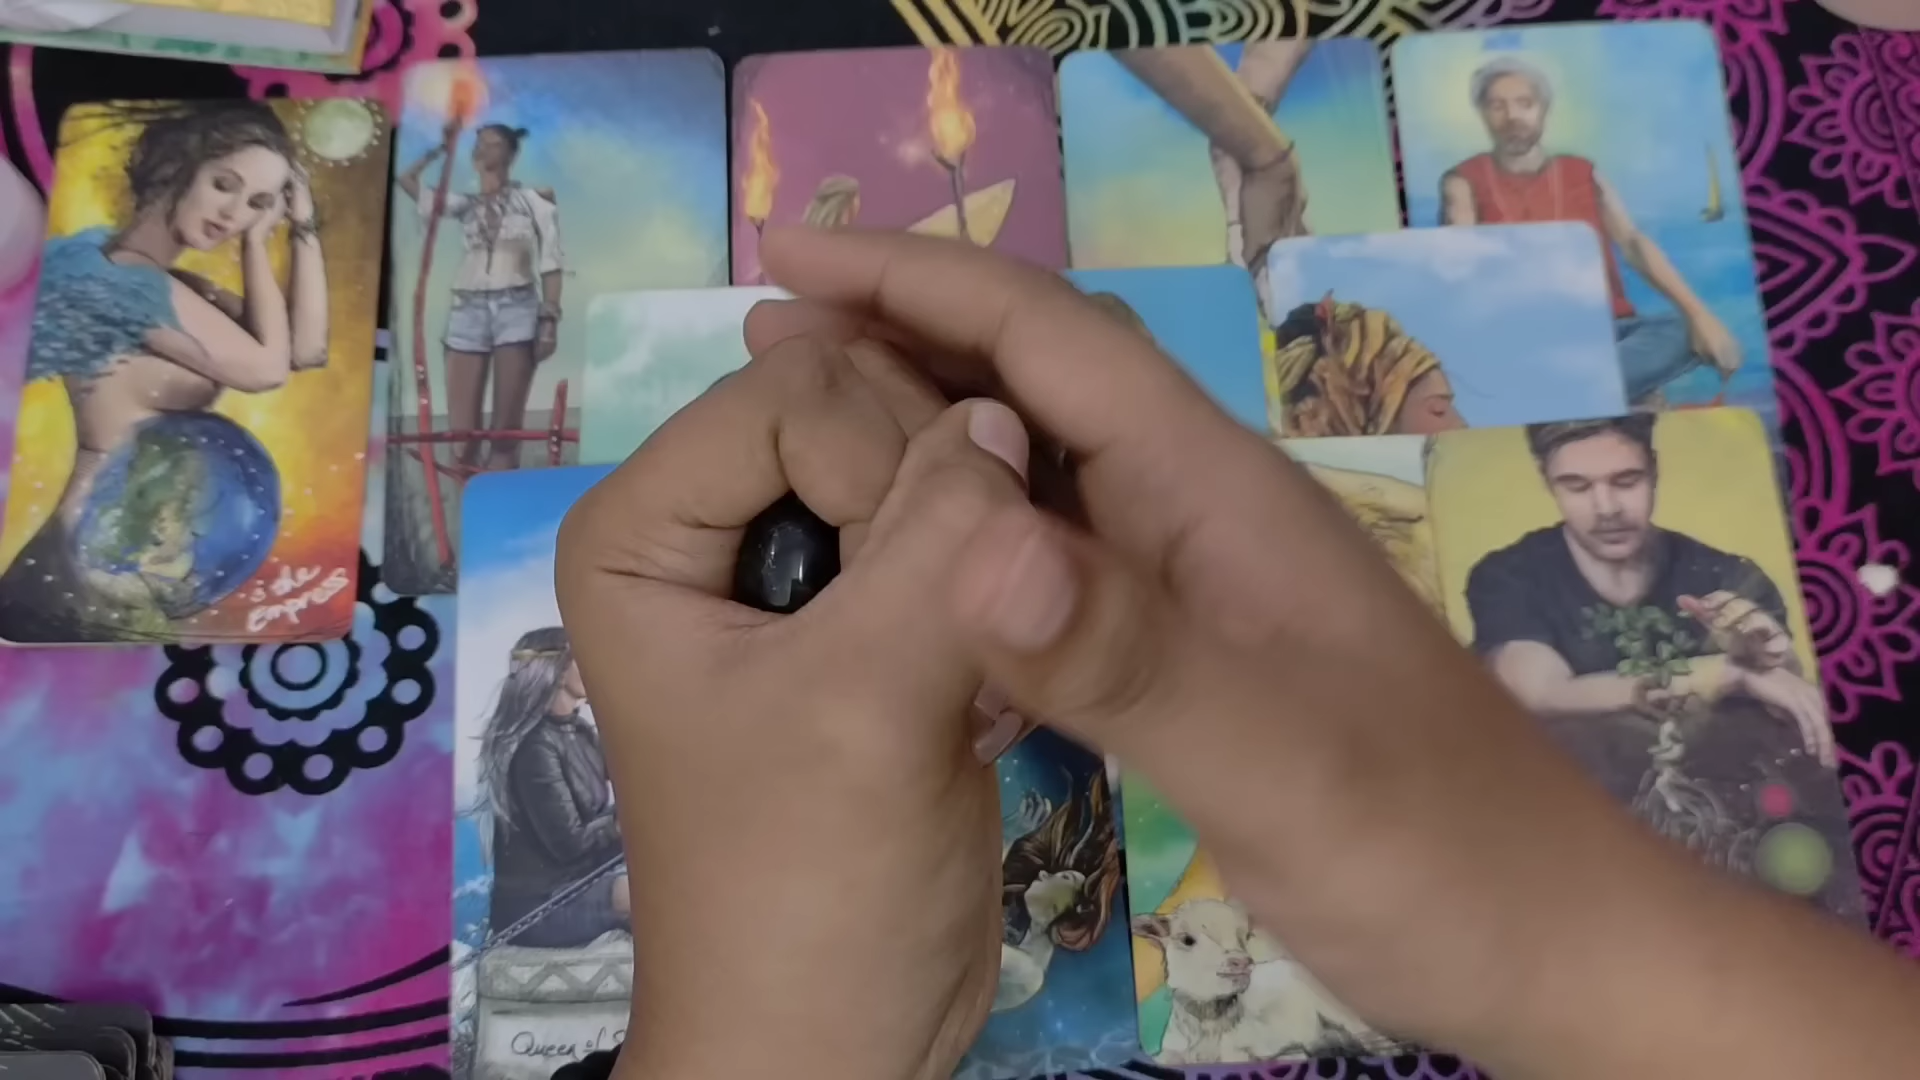 the
Empress
Queen of